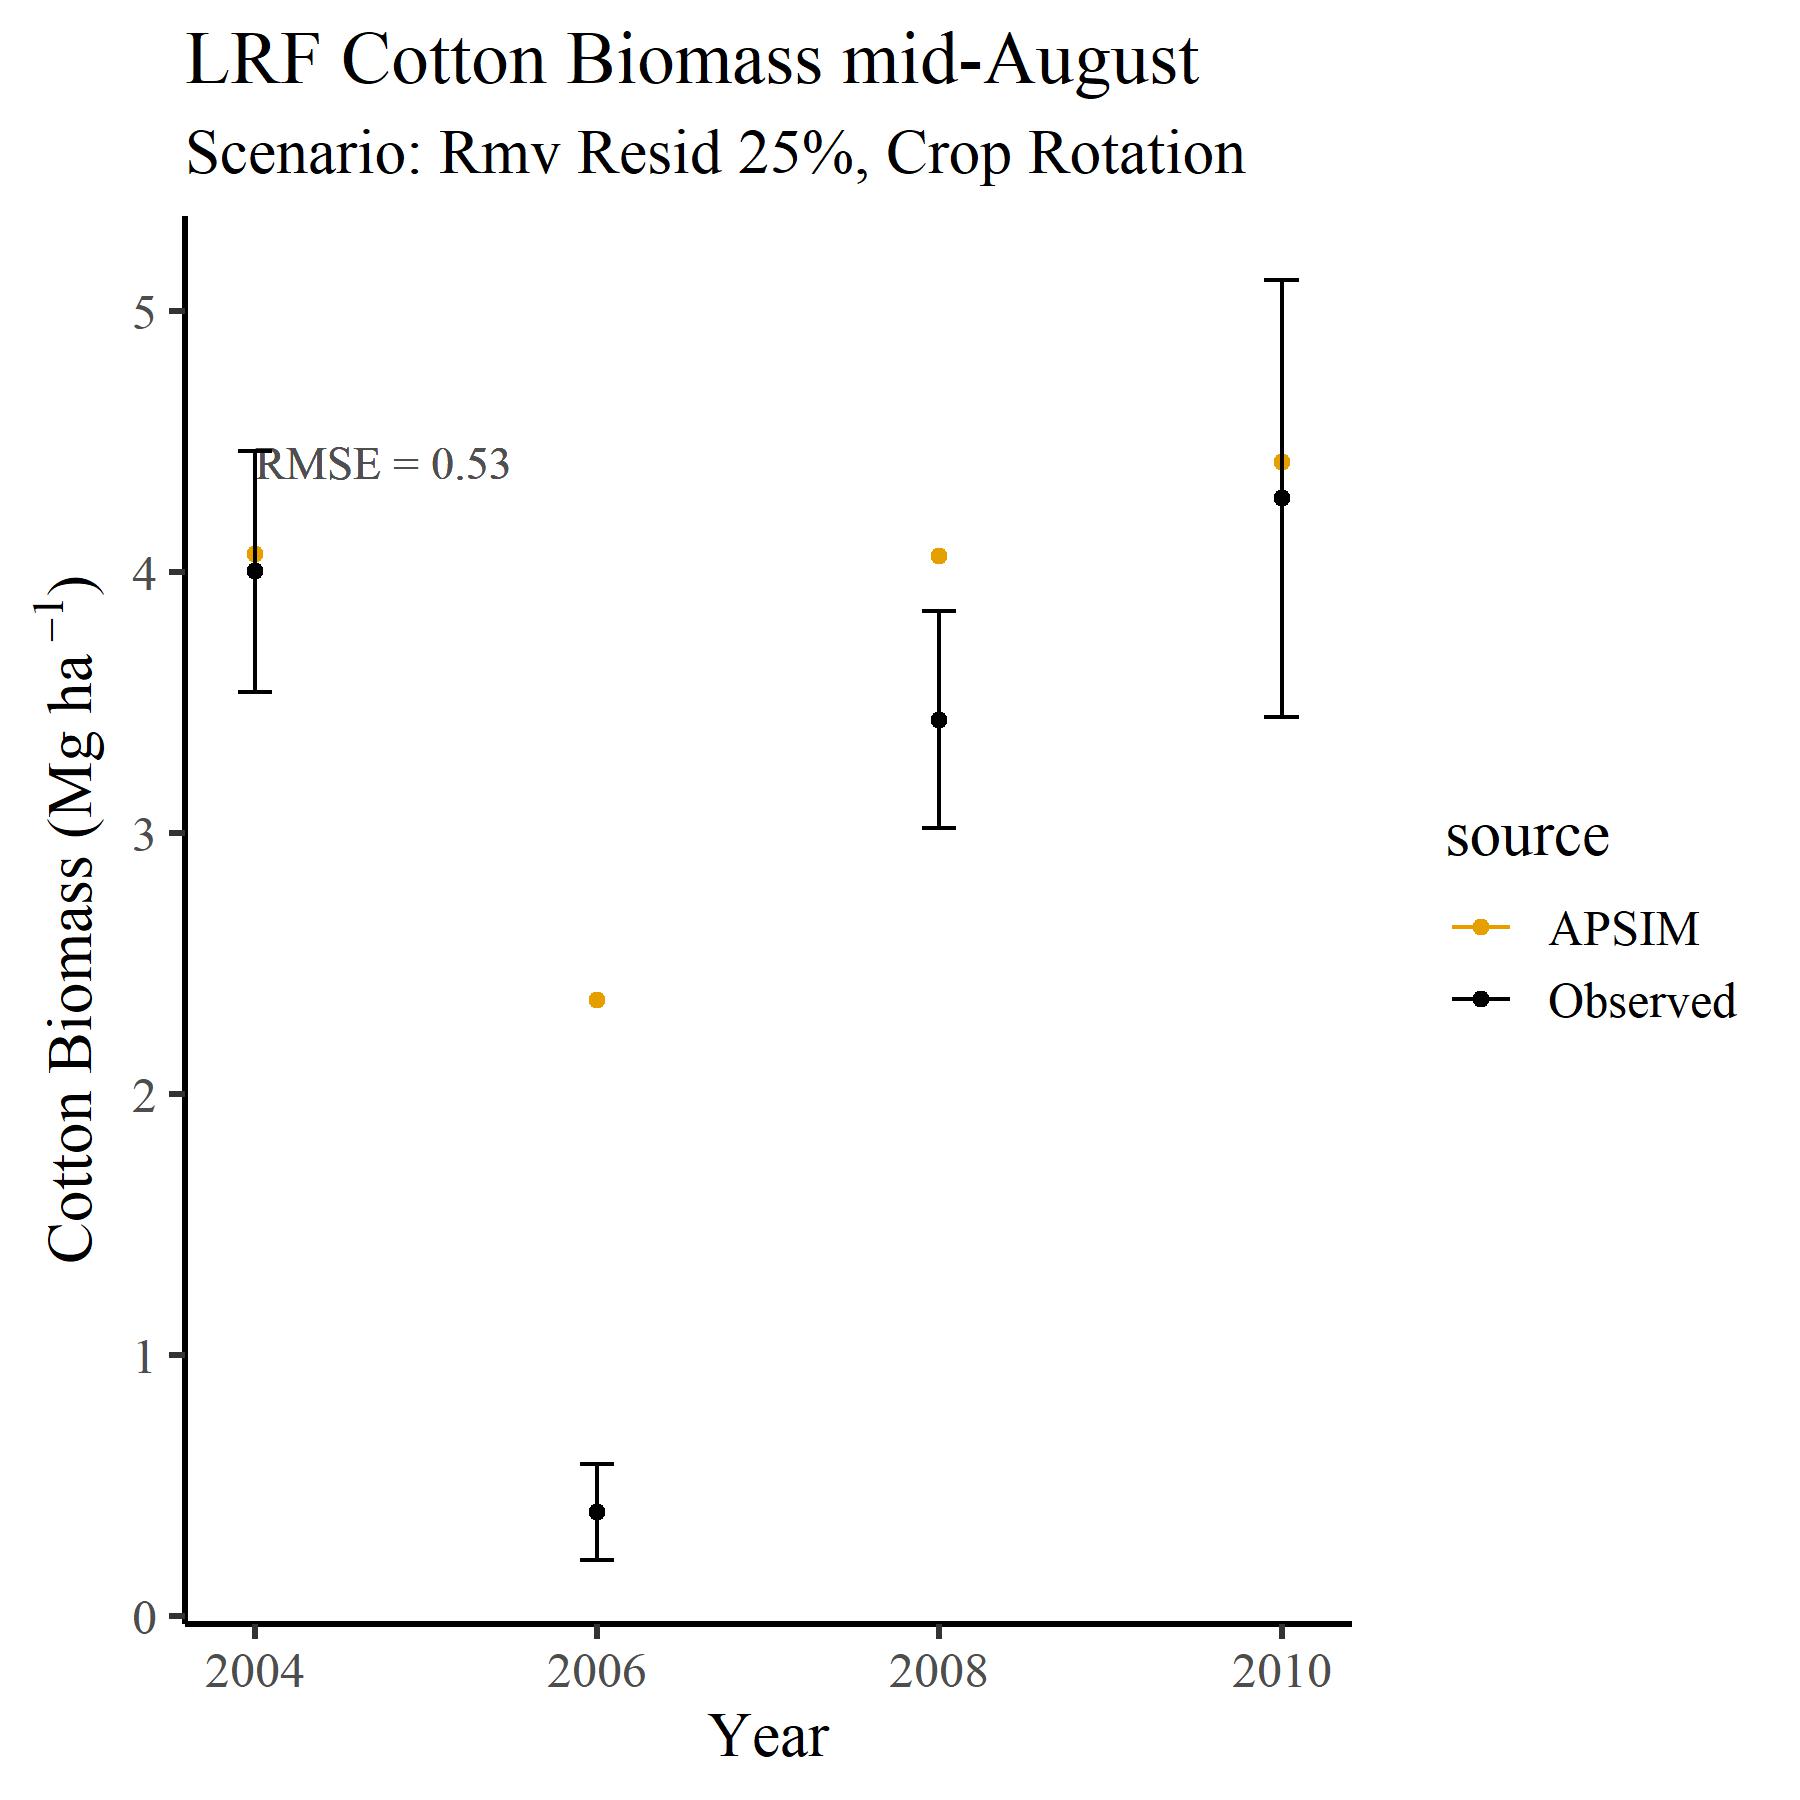 LRF Cotton Biomass mid-August
Scenario: Rmv Resid 25%, Crop Rotation
Cotton Biomass (Mg ha⁻¹)
5
4
3
2
1
0
RMSE = 0.53
2004 2006 2008 2010
Year
source
APSIM
Observed